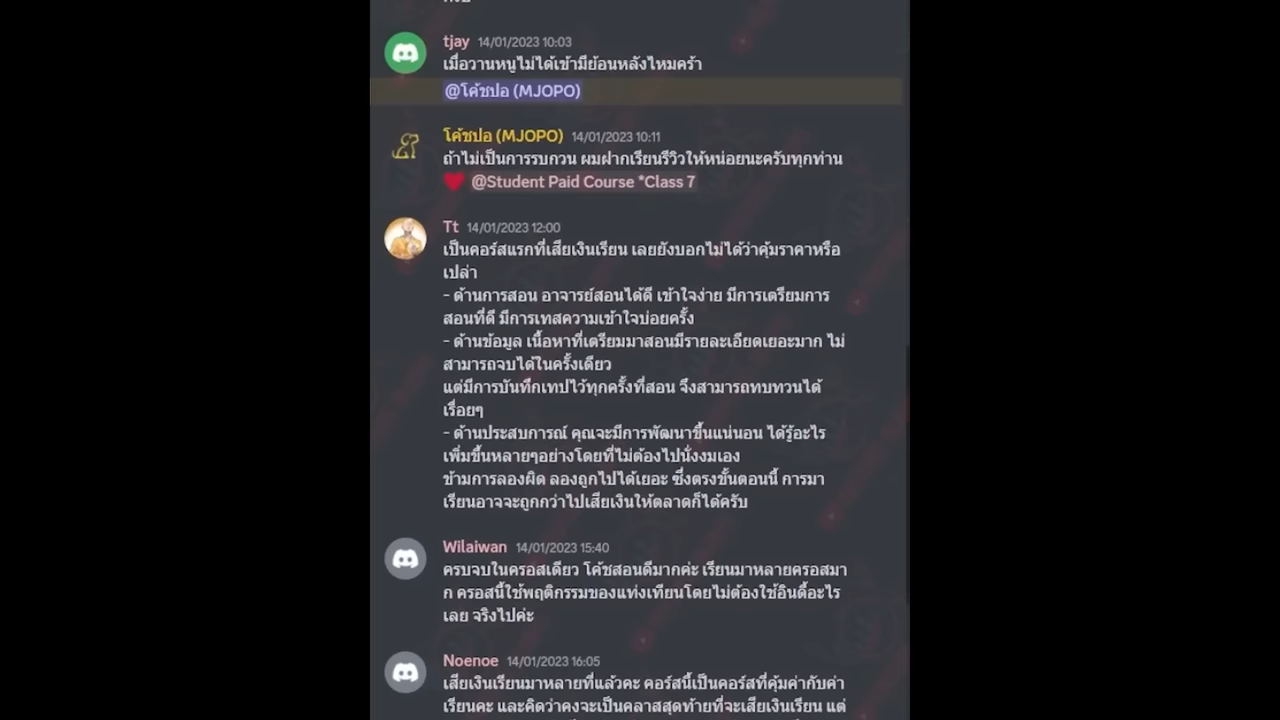 tjay 14/01/2023 10:03
เมื่อวานหนูไม่ได้เข้ามีย้อนหลังไหมคร้า
@โค้ชปอ (MJOPO)
โค้ชปอ (MJOPO) 14/01/2023 10:11
ถ้าไม่เป็นการรบกวน ผมฝากเรียนรีวิวให้หน่อยนะครับทุกท่าน
❤️ @Student Paid Course *Class 7
Tt 14/01/2023 12:00
เป็นคอร์สแรกที่เสียเงินเรียน เลยยังบอกไม่ได้ว่าคุ้มราคาหรือ
เปล่า
- ด้านการสอน อาจารย์สอนได้ดี เข้าใจง่าย มีการเตรียมการ
สอนที่ดี มีการเทสความเข้าใจบ่อยครั้ง
- ด้านข้อมูล เนื้อหาที่เตรียมมาสอนมีรายละเอียดเยอะมาก ไม่
สามารถจบได้ในครั้งเดียว
แต่มีการบันทึกเทปไว้ทุกครั้งที่สอน จึงสามารถทบทวนได้
เรื่อยๆ
- ด้านประสบการณ์ คุณจะมีการพัฒนาขึ้นแน่นอน ได้รู้อะไร
เพิ่มขึ้นหลายๆอย่างโดยที่ไม่ต้องไปนั่งงมเอง
ข้ามการลองผิด ลองถูกไปได้เยอะ ซึ่งตรงขั้นตอนนี้ การมา
เรียนอาจจะถูกกว่าไปเสียเงินให้ตลาดก็ได้ครับ
Wilaiwan 14/01/2023 15:40
ครบจบในครอสเดียว โค้ชสอนดีมากค่ะ เรียนมาหลายครอสมา
ก ครอสนี้ใช้พฤติกรรมของแท่งเทียนโดยไม่ต้องใช้อินดี้อะไร
เลย จริงไปค่ะ
Noenoe 14/01/2023 16:05
เสียเงินเรียนมาหลายที่แล้วคะ คอร์สนี้เป็นคอร์สที่คุ้มค่ากับค่า
เรียนคะ และคิดว่าคงจะเป็นคลาสสุดท้ายที่จะเสียเงินเรียน แต่